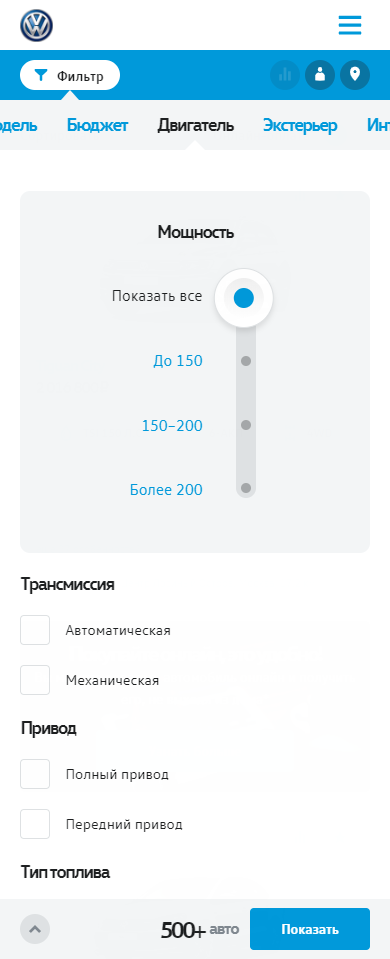 Фильтр
одель Бюджет Двигатель Экстерьер Инт
Мощность
Показать все
До 150
150–200
Более 200
Трансмиссия
Автоматическая
Механическая
Привод
Полный привод
Передний привод
Тип топлива
500+ авто Показать